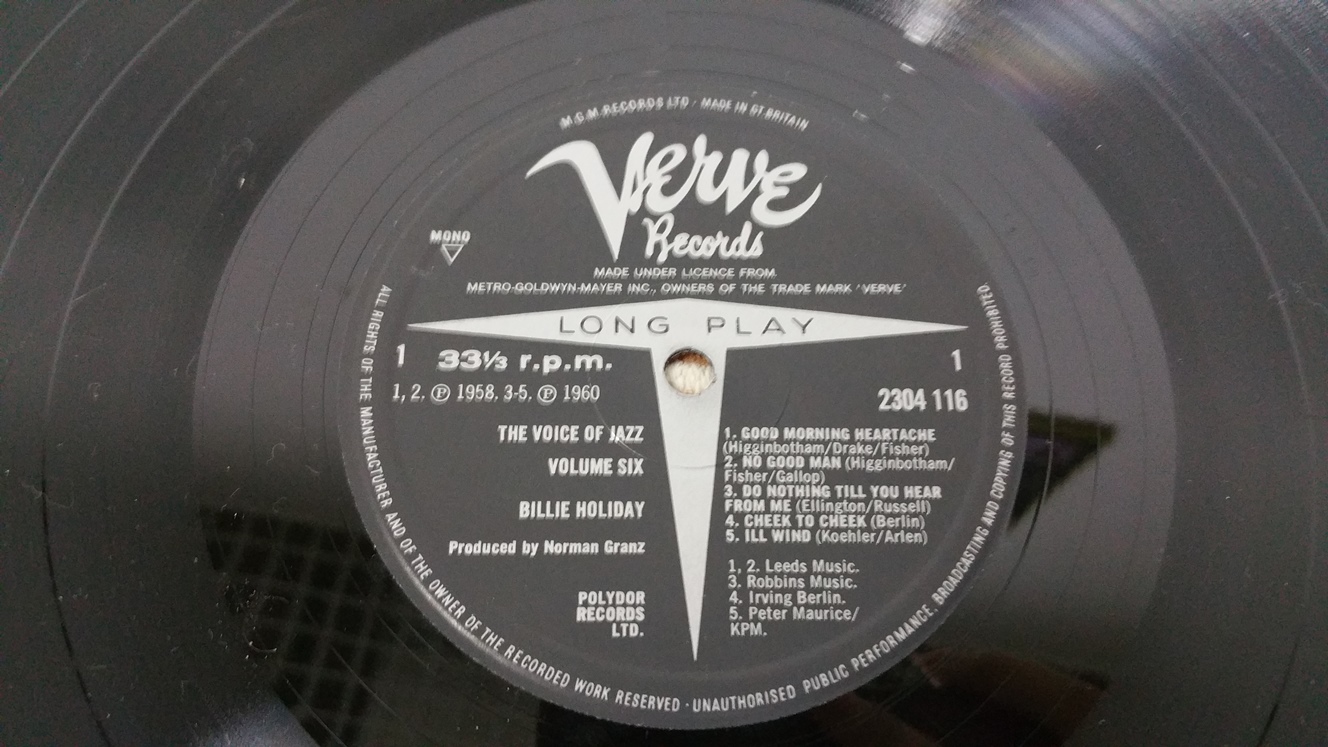 M.G.M. RECORDS LTD · MADE IN GT. BRITAIN
Verve
Records
MONO
MADE UNDER LICENCE FROM.
METRO-GOLDWYN-MAYER INC., OWNERS OF THE TRADE MARK 'VERVE'
LONG PLAY
1 33⅓ r.p.m.
1
1, 2. ℗ 1958. 3-5. ℗ 1960
2304 116
THE VOICE OF JAZZ
VOLUME SIX
BILLIE HOLIDAY
Produced by Norman Granz
POLYDOR
RECORDS
LTD.
1. GOOD MORNING HEARTACHE
(Higginbotham/Drake/Fisher)
2. NO GOOD MAN (Higginbotham/
Fisher/Gallop)
3. DO NOTHING TILL YOU HEAR
FROM ME (Ellington/Russell)
4. CHEEK TO CHEEK (Berlin)
5. ILL WIND (Koehler/Arlen)
1, 2. Leeds Music.
3. Robbins Music.
4. Irving Berlin.
5. Peter Maurice/
KPM.
ALL RIGHTS OF THE MANUFACTURER AND OF THE OWNER OF THE RECORDED WORK RESERVED · UNAUTHORISED PUBLIC PERFORMANCE, BROADCASTING AND COPYING OF THIS RECORD PROHIBITED.